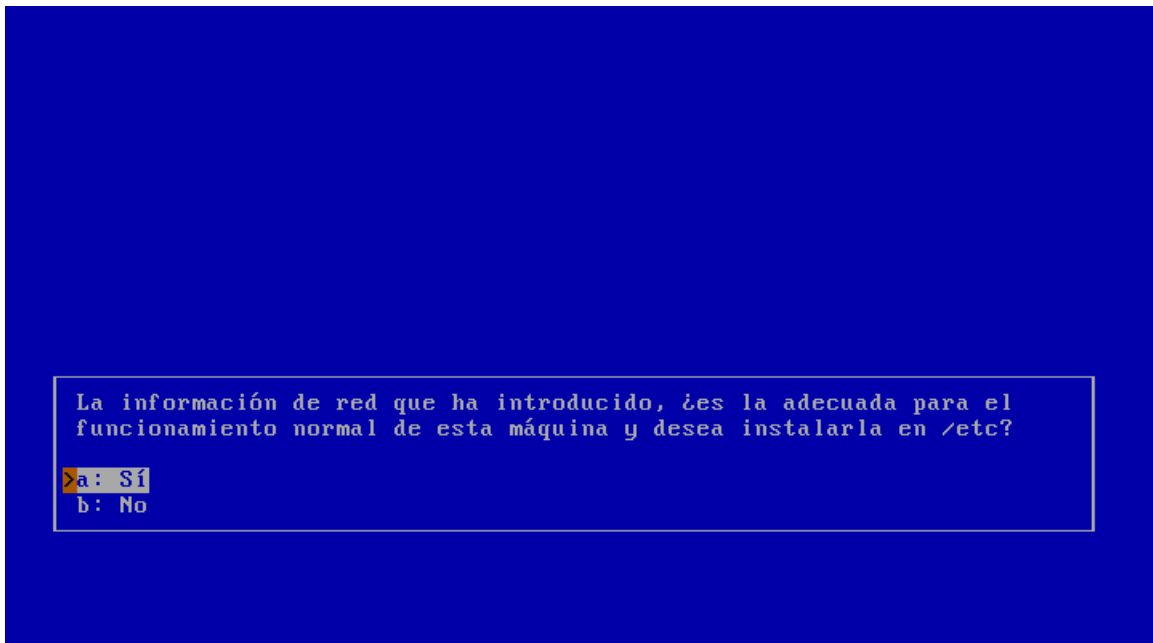 La información de red que ha introducido, ¿es la adecuada para el
funcionamiento normal de esta máquina y desea instalarla en /etc?
>a: Sí
b: No